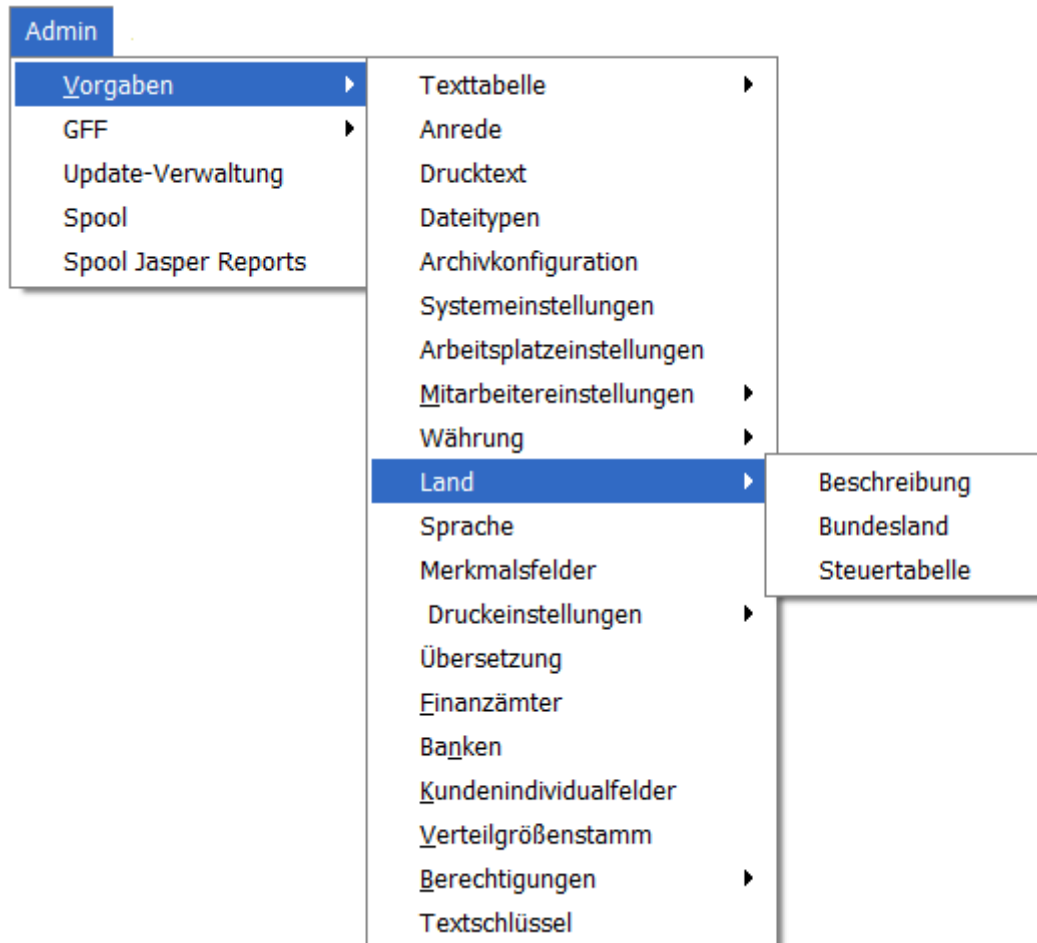 Admin
Vorgaben
GFF
Update-Verwaltung
Spool
Spool Jasper Reports
Texttabelle
Anrede
Drucktext
Dateitypen
Archivkonfiguration
Systemeinstellungen
Arbeitsplatzeinstellungen
Mitarbeitereinstellungen
Währung
Land
Sprache
Merkmalsfelder
Druckeinstellungen
Übersetzung
Finanzämter
Banken
Kundenindividualfelder
Verteilgrößenstamm
Berechtigungen
Textschlüssel
Beschreibung
Bundesland
Steuertabelle